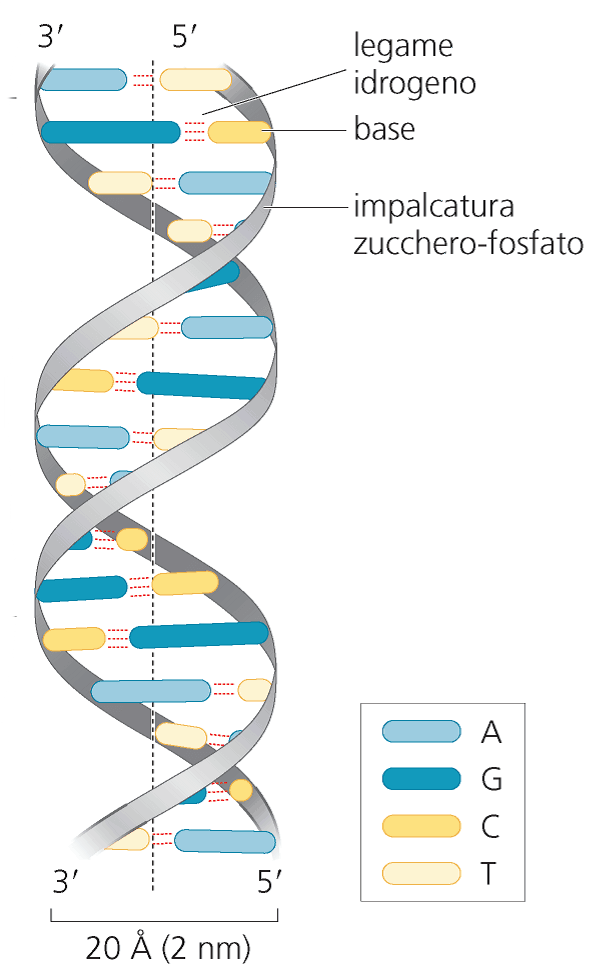 3′ 5′
legame
idrogeno
base
impalcatura
zucchero-fosfato
A
G
C
T
3′ 5′
20 Å (2 nm)